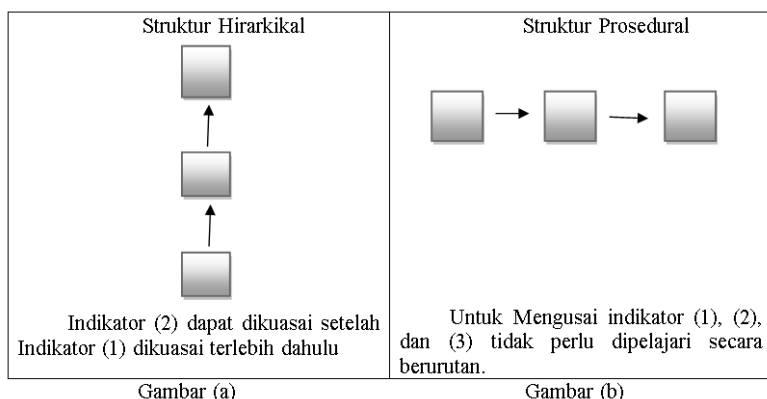 Struktur Hirarkikal
Indikator (2) dapat dikuasai setelah
Indikator (1) dikuasai terlebih dahulu
Struktur Prosedural
Untuk Mengusai indikator (1), (2),
dan (3) tidak perlu dipelajari secara
berurutan.
Gambar (a)
Gambar (b)